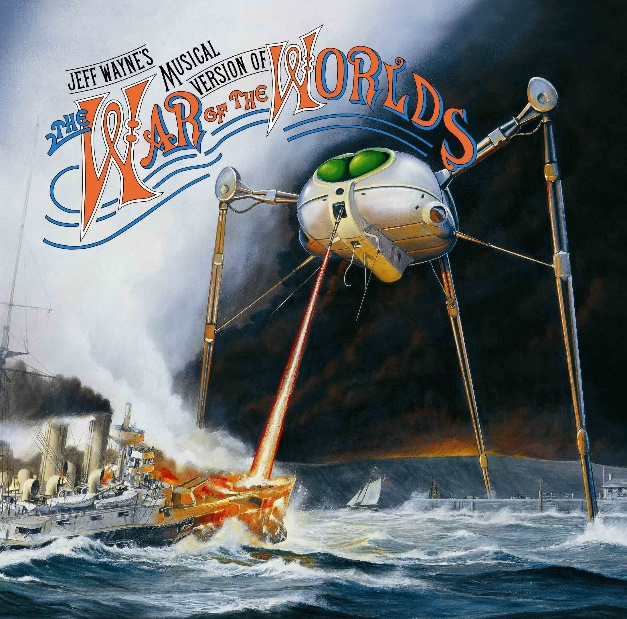 JEFF WAYNE'S
MUSICAL
VERSION OF
THE WAR OF THE WORLDS